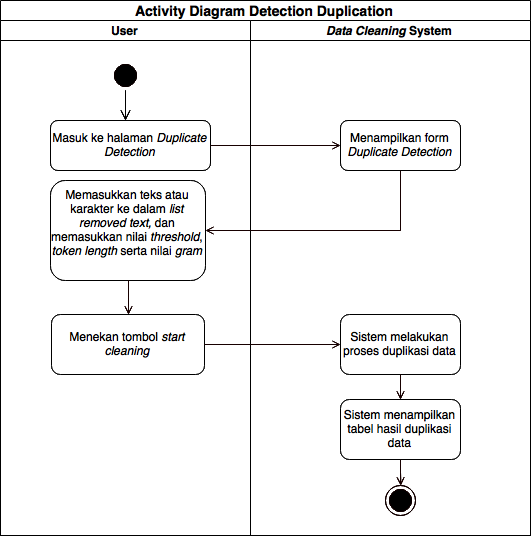 Activity Diagram Detection Duplication
User
Data Cleaning System
Masuk ke halaman Duplicate
Detection
Menampilkan form
Duplicate Detection
Memasukkan teks atau
karakter ke dalam list
removed text, dan
memasukkan nilai threshold,
token length serta nilai gram
Menekan tombol start
cleaning
Sistem melakukan
proses duplikasi data
Sistem menampilkan
tabel hasil duplikasi
data